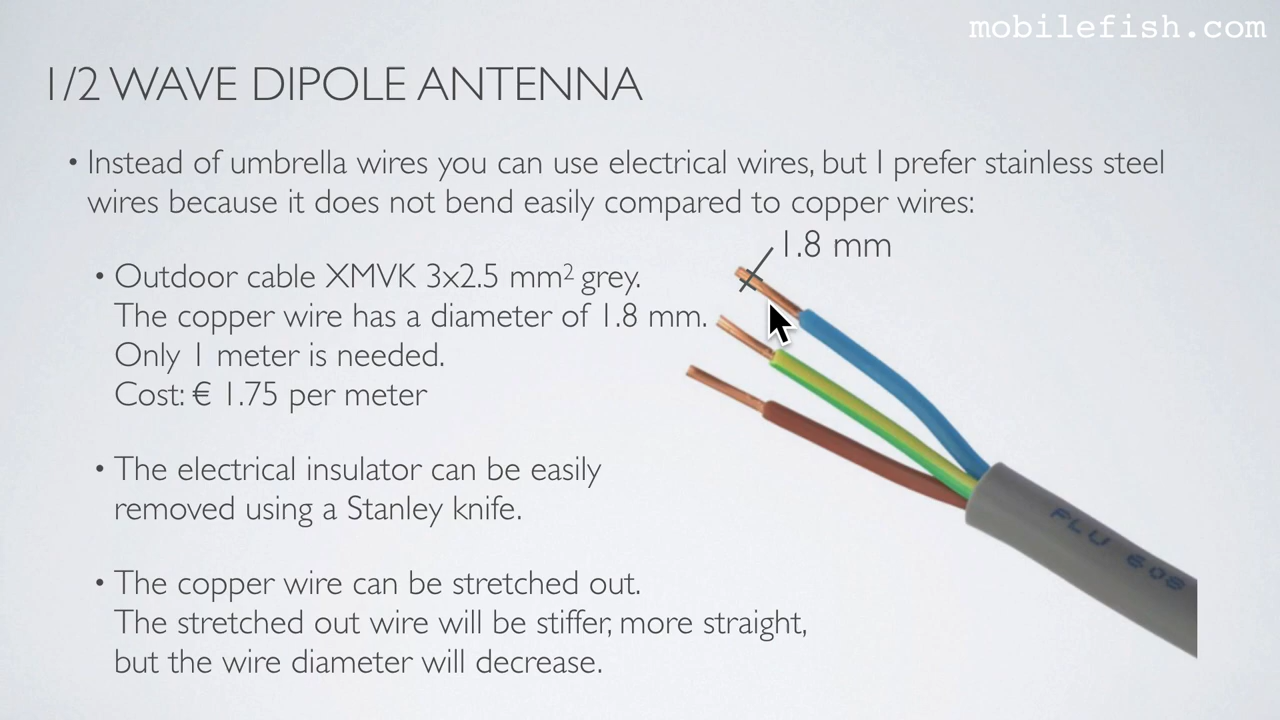 mobilefish.com
1/2 WAVE DIPOLE ANTENNA
• Instead of umbrella wires you can use electrical wires, but I prefer stainless steel
wires because it does not bend easily compared to copper wires:
1.8 mm
• Outdoor cable XMVK 3x2.5 mm² grey.
The copper wire has a diameter of 1.8 mm.
Only 1 meter is needed.
Cost: € 1.75 per meter
• The electrical insulator can be easily
removed using a Stanley knife.
PLU 608
• The copper wire can be stretched out.
The stretched out wire will be stiffer, more straight,
but the wire diameter will decrease.